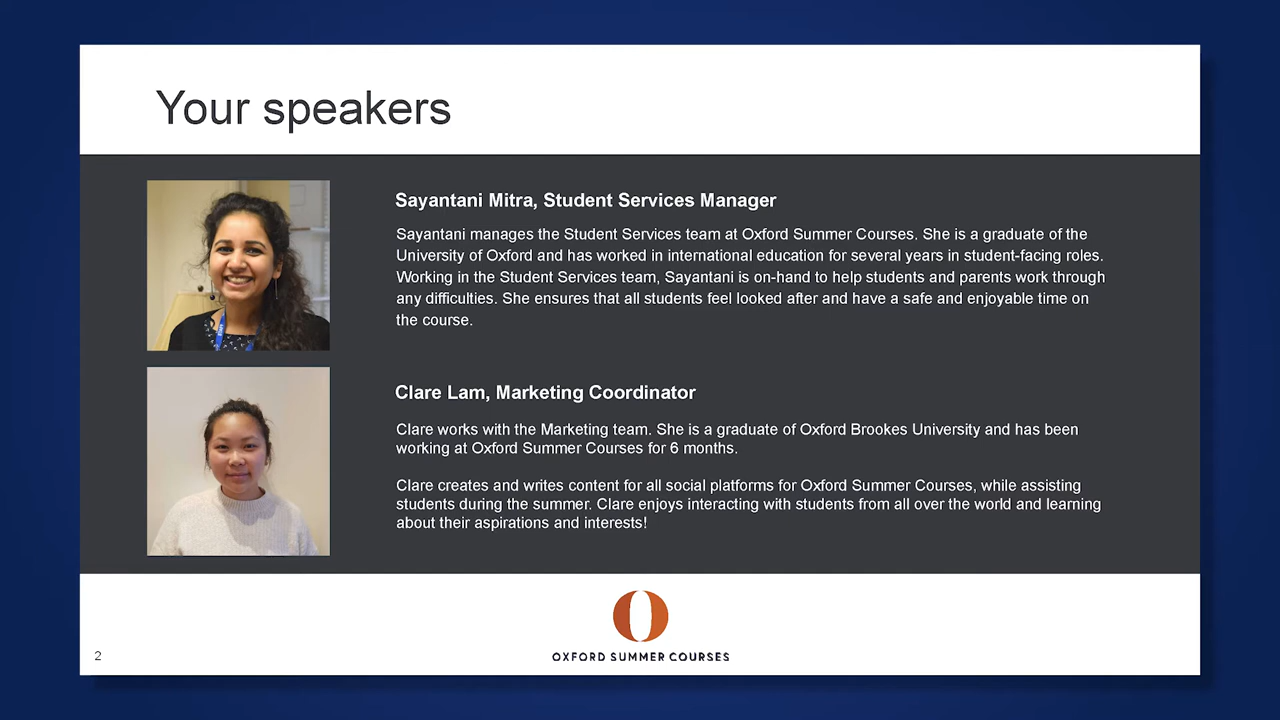 Your speakers
Sayantani Mitra, Student Services Manager
Sayantani manages the Student Services team at Oxford Summer Courses. She is a graduate of the
University of Oxford and has worked in international education for several years in student-facing roles.
Working in the Student Services team, Sayantani is on-hand to help students and parents work through
any difficulties. She ensures that all students feel looked after and have a safe and enjoyable time on
the course.
Clare Lam, Marketing Coordinator
Clare works with the Marketing team. She is a graduate of Oxford Brookes University and has been
working at Oxford Summer Courses for 6 months.
Clare creates and writes content for all social platforms for Oxford Summer Courses, while assisting
students during the summer. Clare enjoys interacting with students from all over the world and learning
about their aspirations and interests!
OXFORD SUMMER COURSES
2